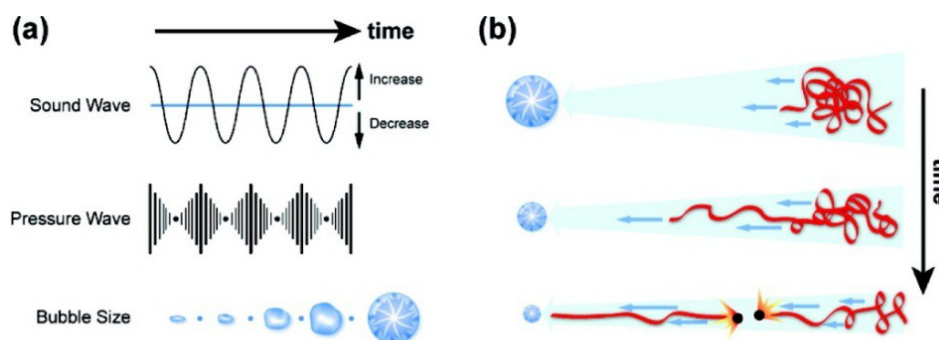 (a)
time
Sound Wave
Increase
Decrease
Pressure Wave
Bubble Size
(b)
time